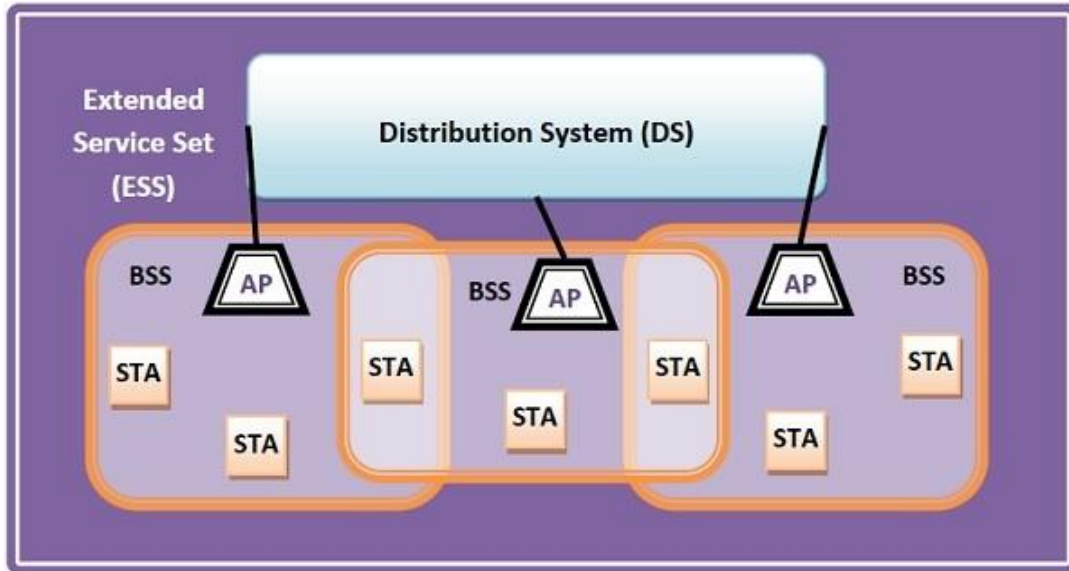 Extended
Service Set
(ESS)
Distribution System (DS)
BSS
AP
BSS
AP
AP
BSS
STA
STA
STA
STA
STA
STA
STA